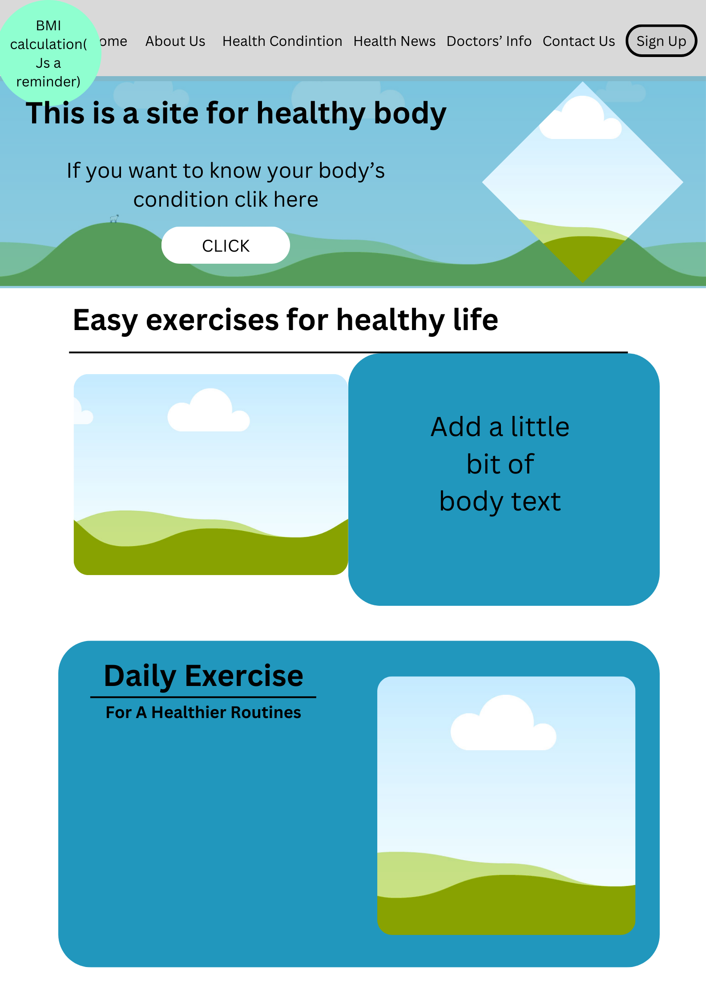 BMI
calculation(
Js a
reminder)
ome
About Us
Health Condintion
Health News
Doctors’ Info
Contact Us
Sign Up
This is a site for healthy body
If you want to know your body’s
condition clik here
CLICK
Easy exercises for healthy life
Add a little
bit of
body text
Daily Exercise
For A Healthier Routines